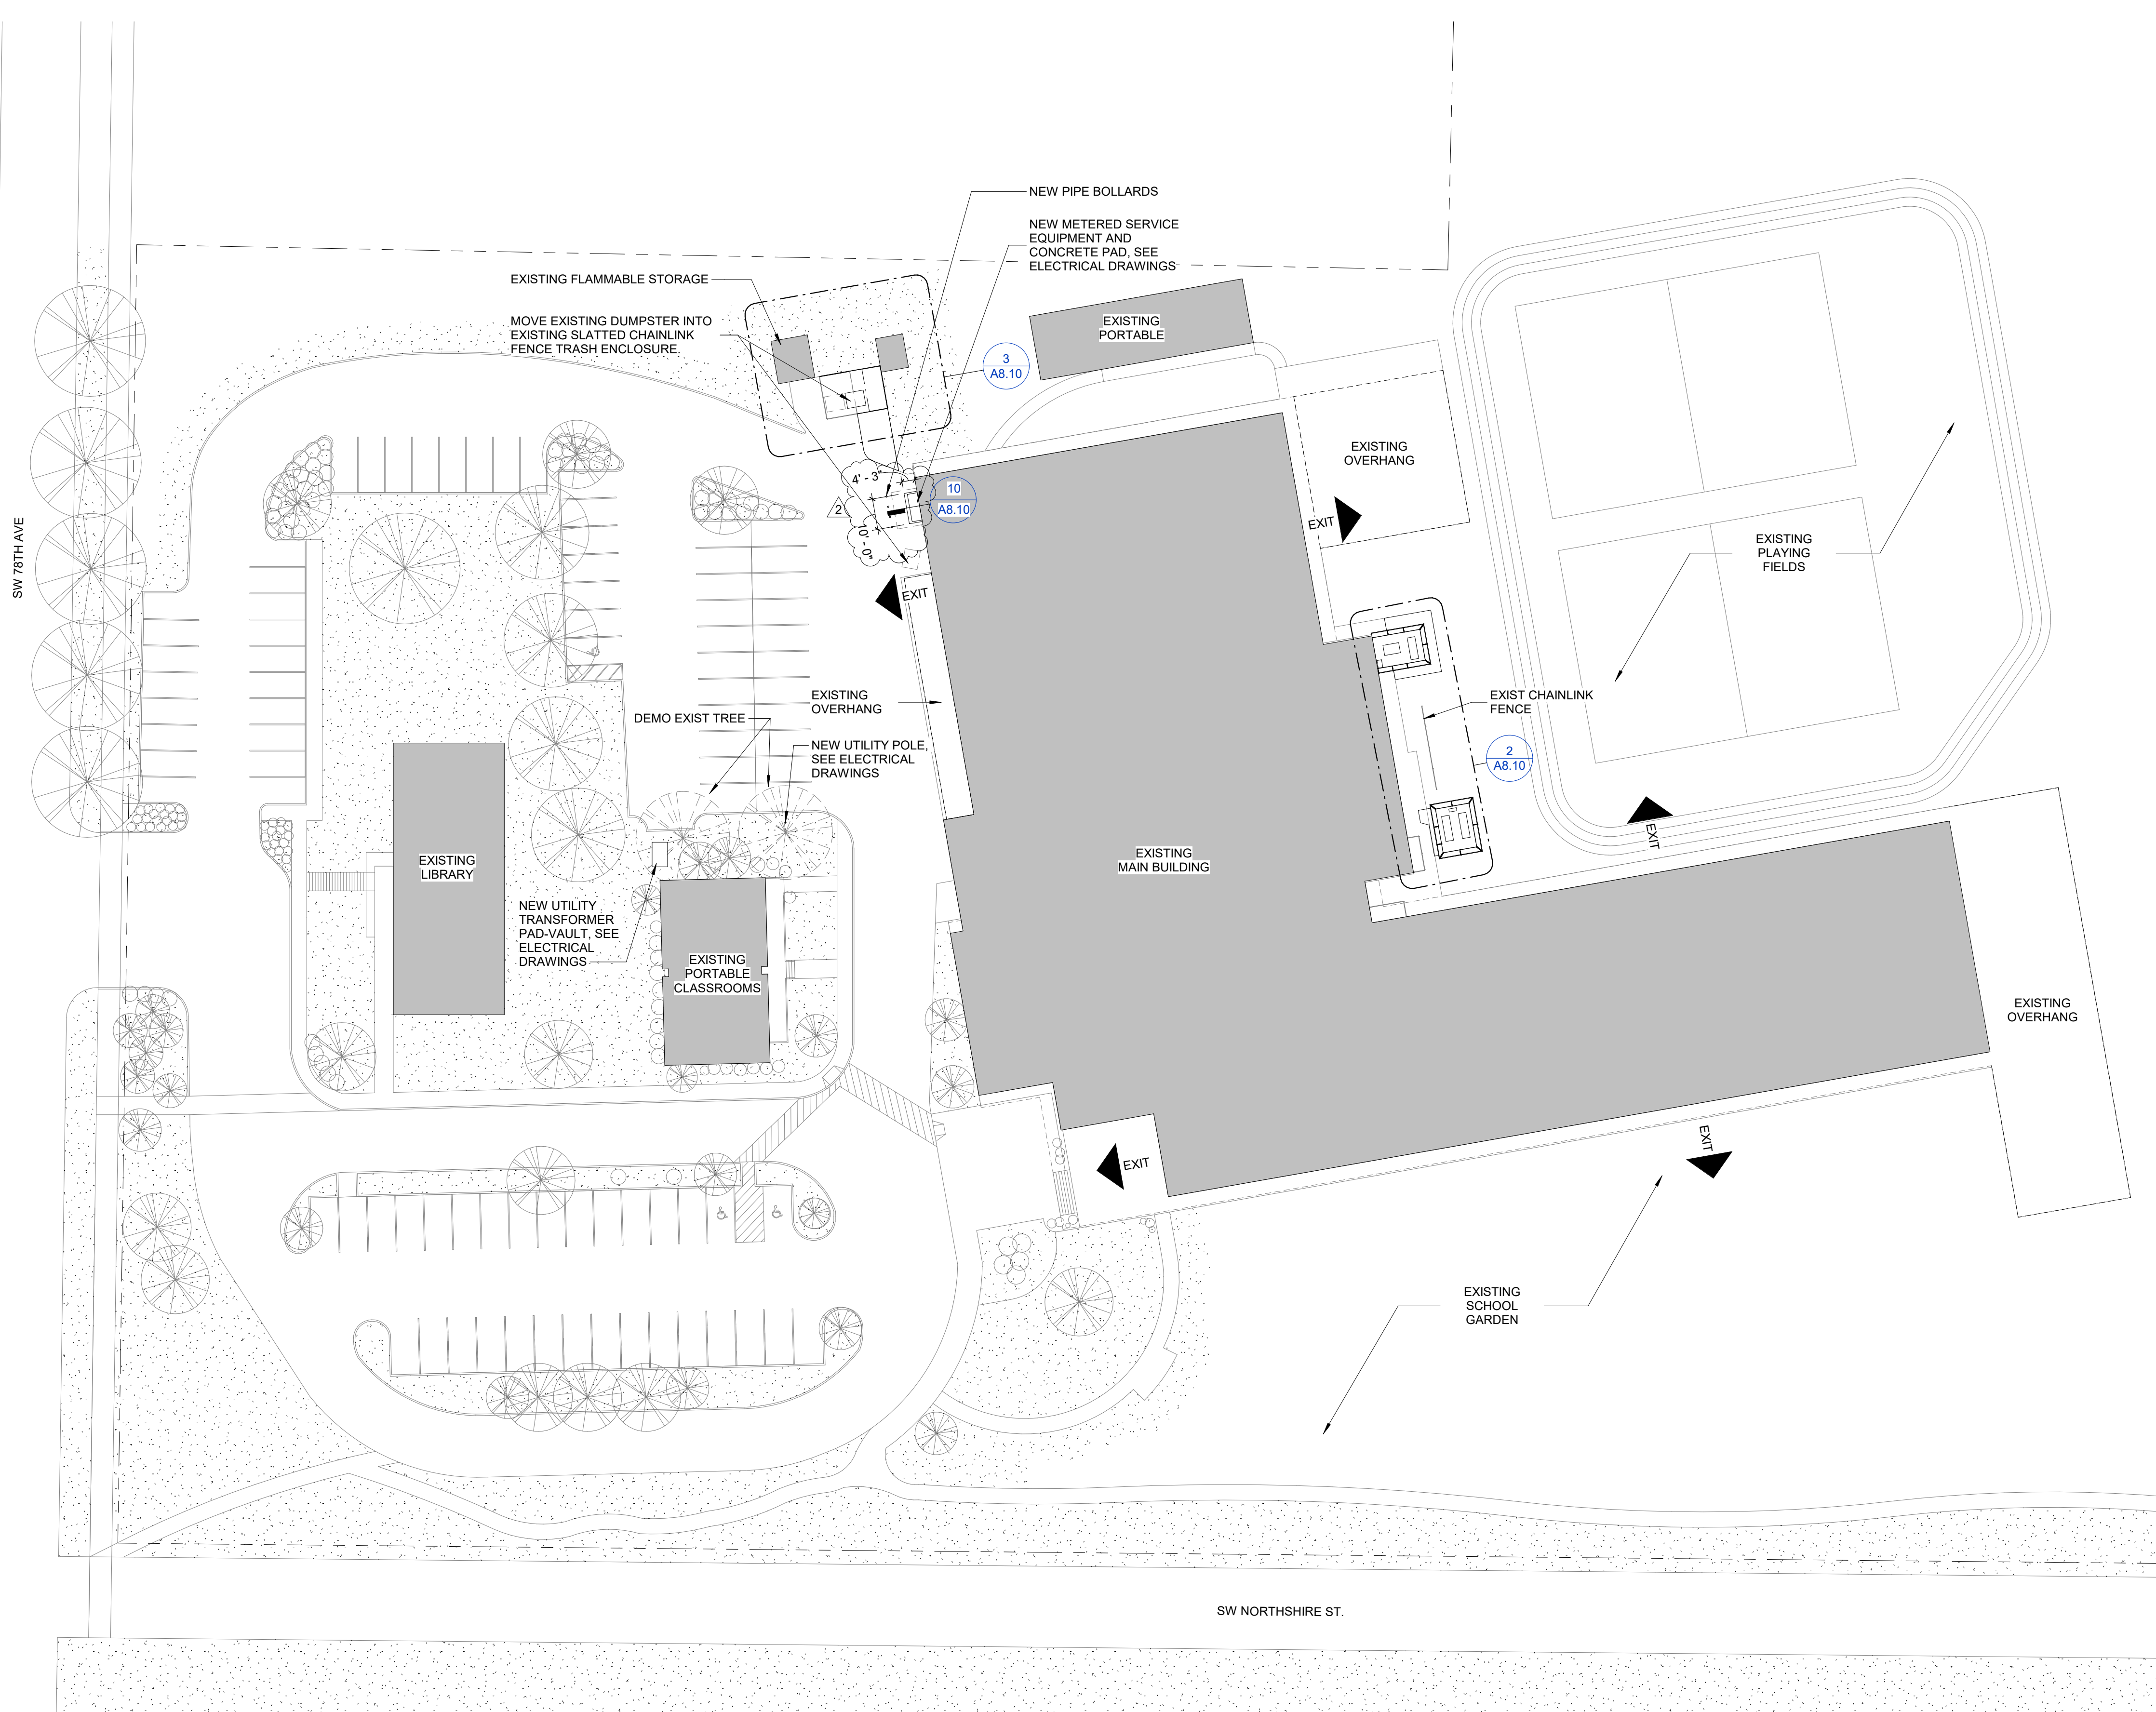 NEW PIPE BOLLARDS
NEW METERED SERVICE
EQUIPMENT AND
CONCRETE PAD, SEE
ELECTRICAL DRAWINGS
EXISTING FLAMMABLE STORAGE
MOVE EXISTING DUMPSTER INTO
EXISTING SLATTED CHAINLINK
FENCE TRASH ENCLOSURE.
EXISTING
PORTABLE
3
A8.10
EXISTING
OVERHANG
4' - 3"
10
A8.10
2
10' - 0"
EXIT
EXIT
SW 78TH AVE
EXISTING
PLAYING
FIELDS
EXISTING
OVERHANG
EXIST CHAINLINK
FENCE
DEMO EXIST TREE
NEW UTILITY POLE,
SEE ELECTRICAL
DRAWINGS
2
A8.10
EXIT
EXISTING
LIBRARY
EXISTING
MAIN BUILDING
NEW UTILITY
TRANSFORMER
PAD-VAULT, SEE
ELECTRICAL
DRAWINGS
EXISTING
PORTABLE
CLASSROOMS
EXISTING
OVERHANG
EXIT
EXIT
EXISTING
SCHOOL
GARDEN
SW NORTHSHIRE ST.